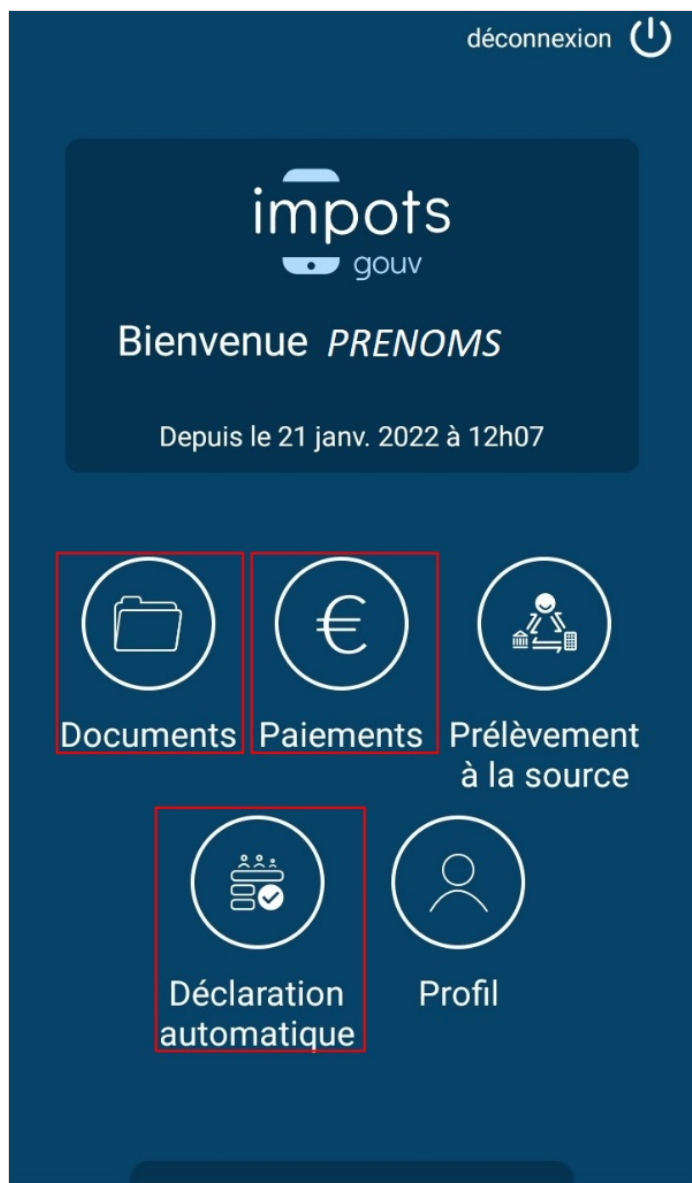 déconnexion
impots
gouv
Bienvenue PRENOMS
Depuis le 21 janv. 2022 à 12h07
€
Documents
Paiements
Prélèvement
à la source
Déclaration
automatique
Profil